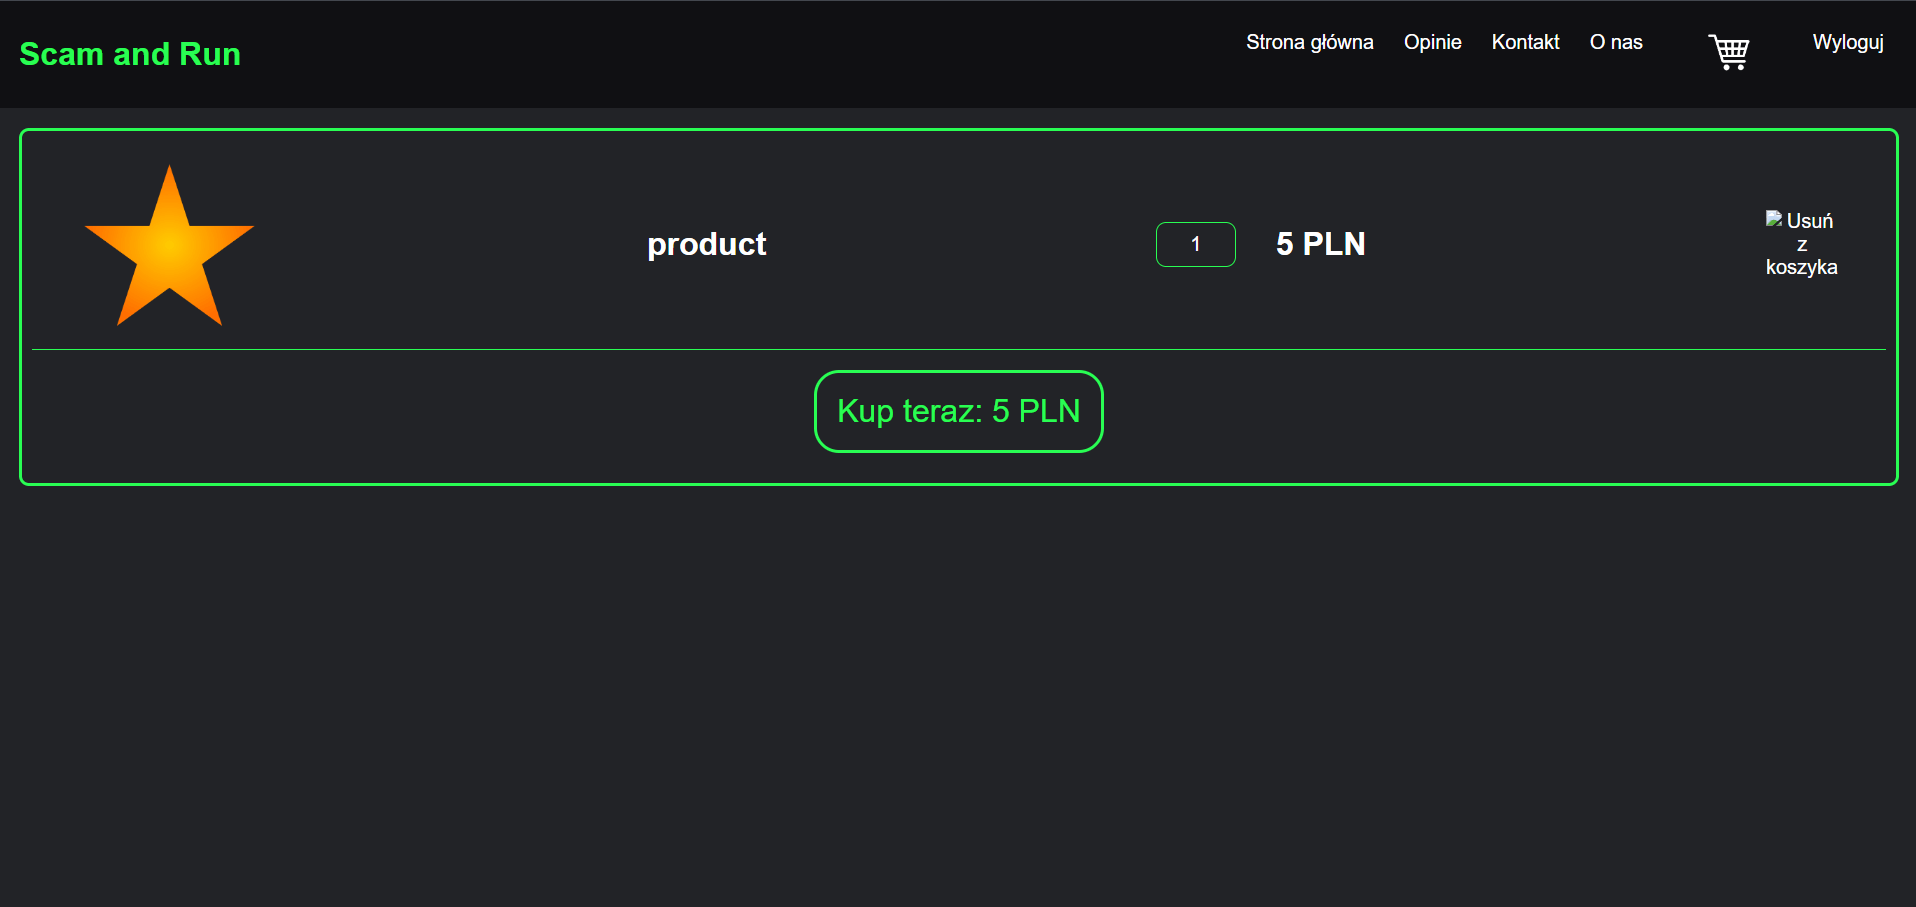 Scam and Run
Strona główna Opinie Kontakt O nas Wyloguj
product
1
5 PLN
Usuń
z
koszyka
Kup teraz: 5 PLN